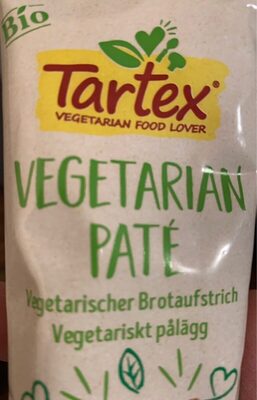 Bio
Tartex®
VEGETARIAN FOOD LOVER
VEGETARIAN
PATÉ
Vegetarischer Brotaufstrich
Vegetariskt pålägg